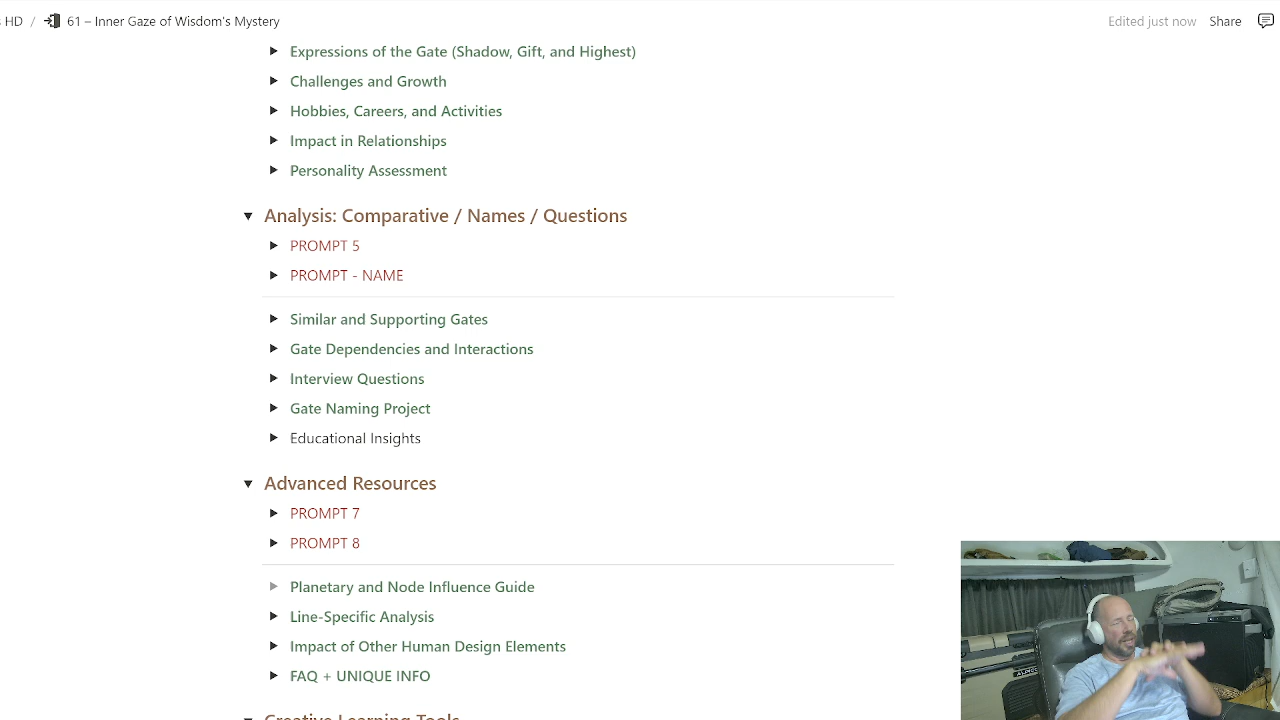 HD / 61 – Inner Gaze of Wisdom's Mystery
Edited just now
Share
Expressions of the Gate (Shadow, Gift, and Highest)
Challenges and Growth
Hobbies, Careers, and Activities
Impact in Relationships
Personality Assessment
Analysis: Comparative / Names / Questions
PROMPT 5
PROMPT - NAME
Similar and Supporting Gates
Gate Dependencies and Interactions
Interview Questions
Gate Naming Project
Educational Insights
Advanced Resources
PROMPT 7
PROMPT 8
Planetary and Node Influence Guide
Line-Specific Analysis
Impact of Other Human Design Elements
FAQ + UNIQUE INFO
Creative Learning Tools